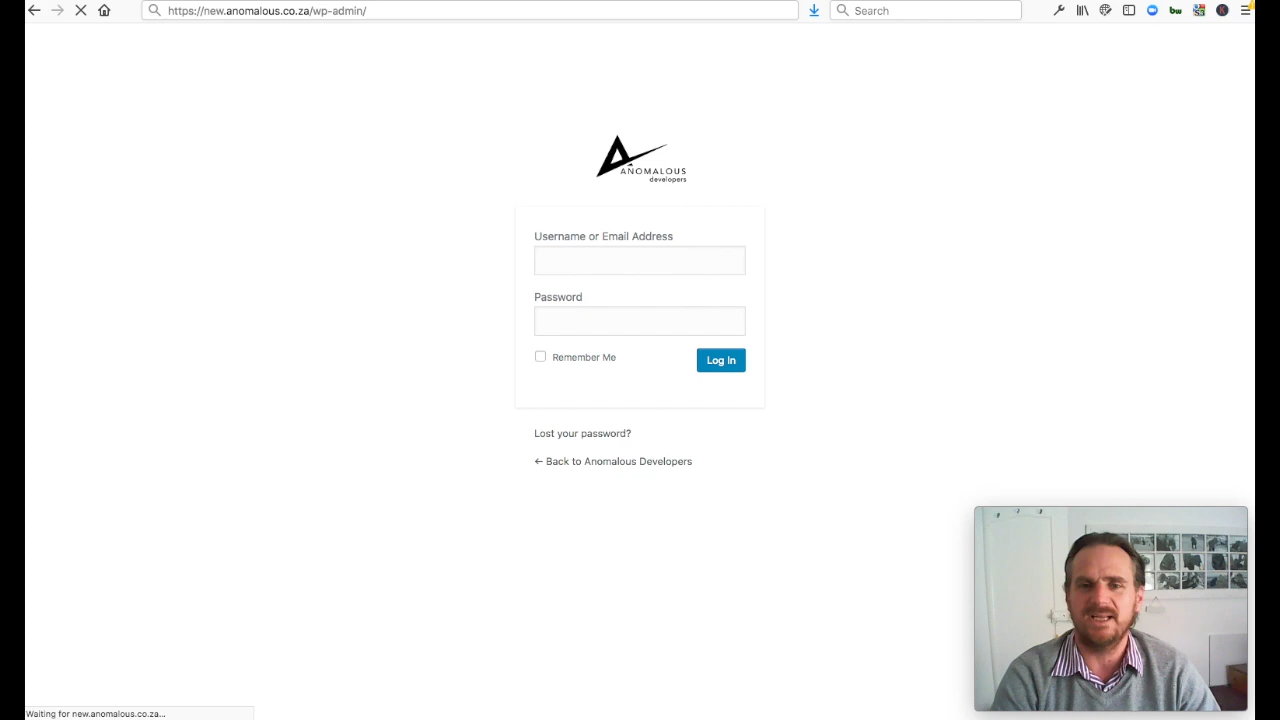 https://new.anomalous.co.za/wp-admin/
Search
ANOMALOUS
developers
Username or Email Address
Password
Remember Me
Log In
Lost your password?
← Back to Anomalous Developers
Waiting for new.anomalous.co.za...